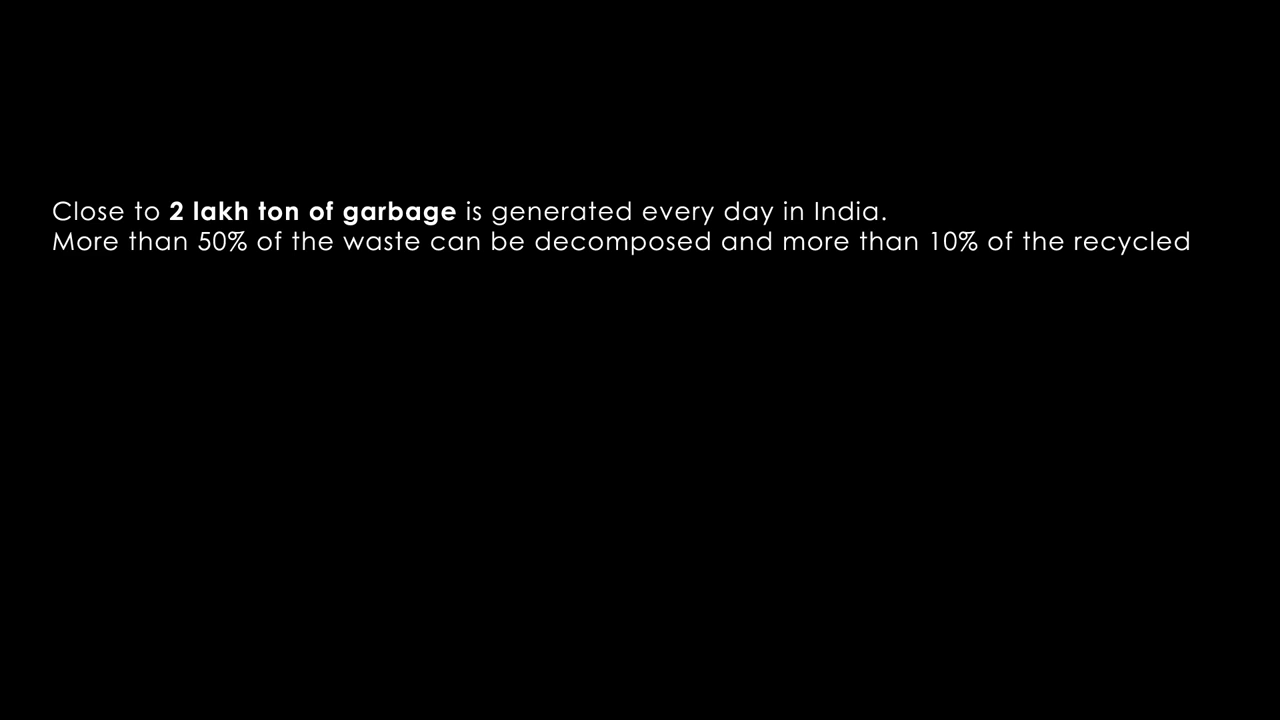 Close to 2 lakh ton of garbage is generated every day in India.
More than 50% of the waste can be decomposed and more than 10% of the recycled